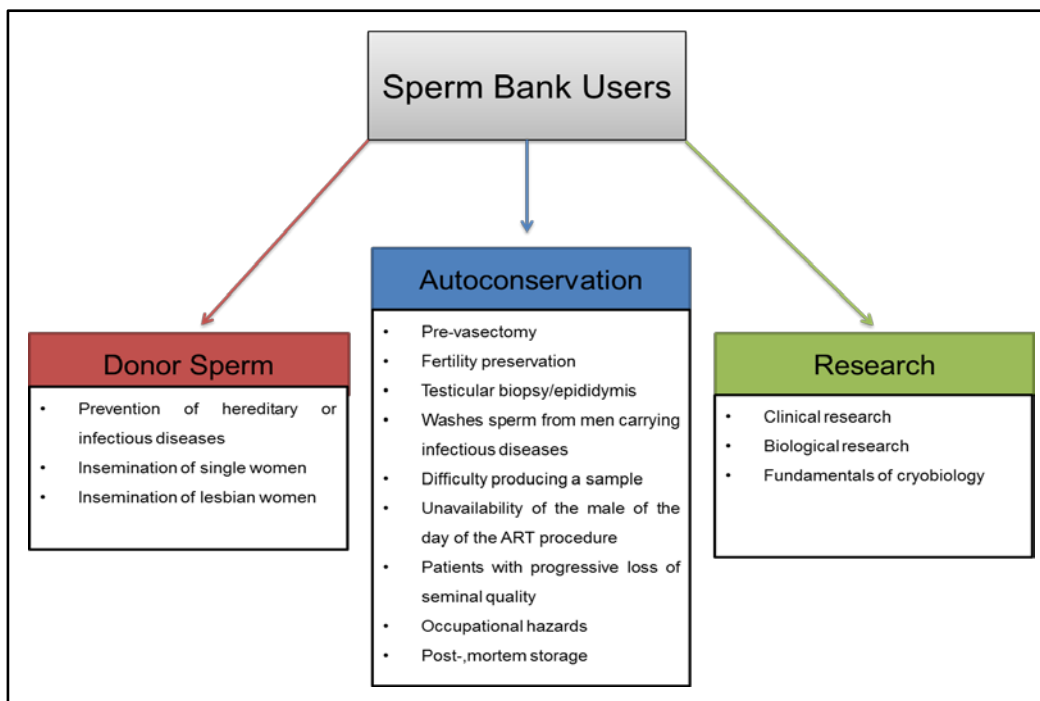 Sperm Bank Users
Donor Sperm
• Prevention of hereditary or
infectious diseases
• Insemination of single women
• Insemination of lesbian women
Autoconservation
• Pre-vasectomy
• Fertility preservation
• Testicular biopsy/epididymis
• Washes sperm from men carrying
infectious diseases
• Difficulty producing a sample
• Unavailability of the male of the
day of the ART procedure
• Patients with progressive loss of
seminal quality
• Occupational hazards
• Post-,mortem storage
Research
• Clinical research
• Biological research
• Fundamentals of cryobiology